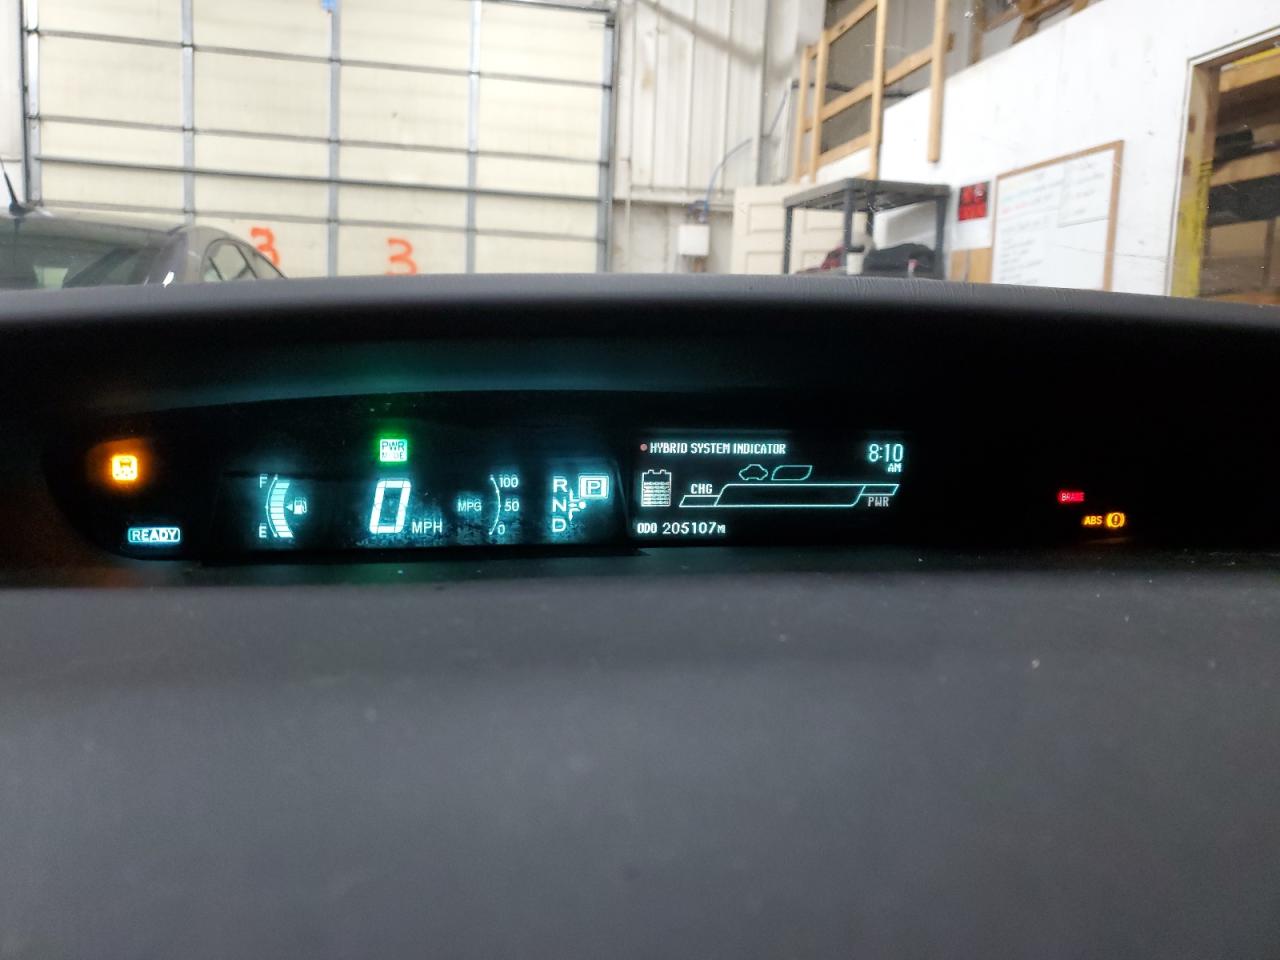 3
3
PWR
MODE
F
E
READY
0
MPH
MPG
100
50
0
R
N
D
P
HYBRID SYSTEM INDICATOR
8:10
AM
CHG
PWR
ODO 205107M
BRAKE
ABS